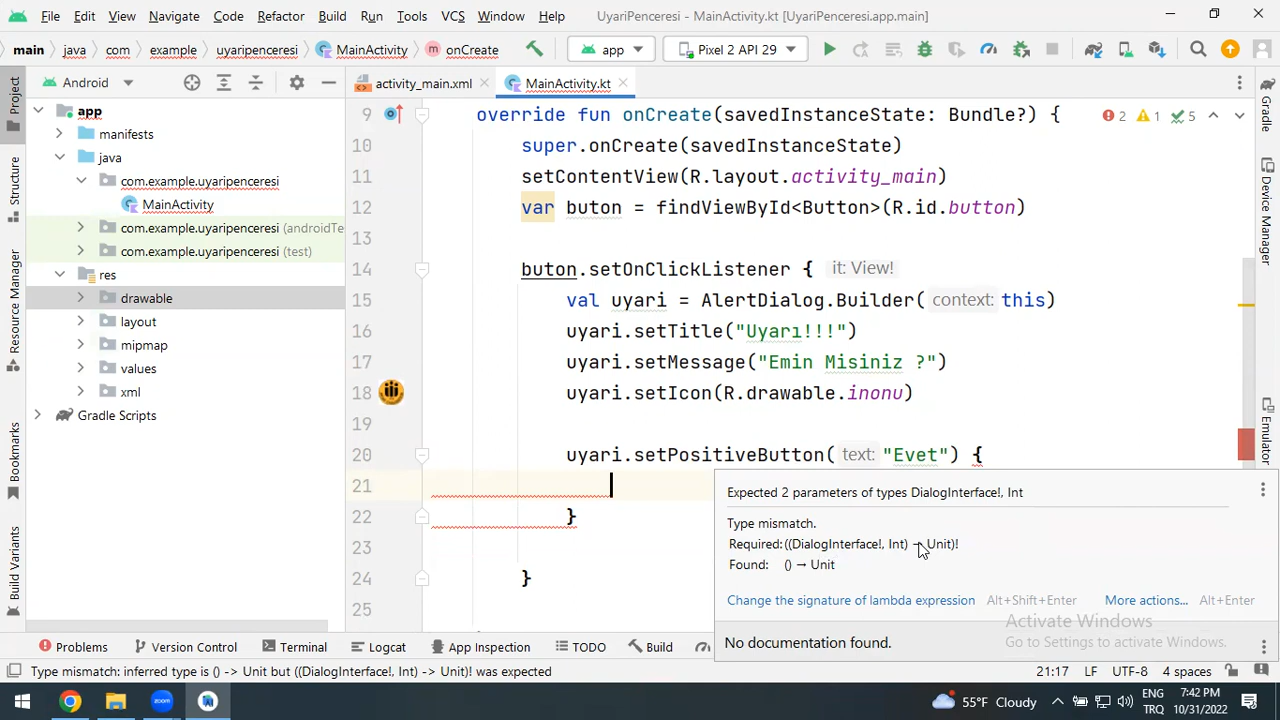 File Edit View Navigate Code Refactor Build Run Tools VCS Window Help UyariPenceresi - MainActivity.kt [UyariPenceresi.app.main]
main java com example uyaripenceresi MainActivity onCreate app Pixel 2 API 29
Android activity_main.xml MainActivity.kt
Project
Structure
Resource Manager
Bookmarks
Build Variants
app
manifests
java
com.example.uyaripenceresi
MainActivity
com.example.uyaripenceresi (androidTe
com.example.uyaripenceresi (test)
res
drawable
layout
mipmap
values
xml
Gradle Scripts
9 override fun onCreate(savedInstanceState: Bundle?) { 2 1 5
10 super.onCreate(savedInstanceState)
11 setContentView(R.layout.activity_main)
12 var buton = findViewById<Button>(R.id.button)
13
14 buton.setOnClickListener { it: View!
15 val uyari = AlertDialog.Builder( context: this)
16 uyari.setTitle("Uyarı!!!")
17 uyari.setMessage("Emin Misiniz ?")
18 uyari.setIcon(R.drawable.inonu)
19
20 uyari.setPositiveButton( text: "Evet") {
21
22 }
23
24 }
25
Expected 2 parameters of types DialogInterface!, Int
Type mismatch.
Required: ((DialogInterface!, Int) → Unit)!
Found: () → Unit
Change the signature of lambda expression Alt+Shift+Enter More actions... Alt+Enter
No documentation found.
Activate Windows
Go to Settings to activate Windows.
Gradle
Device Manager
Emulator
Problems Version Control Terminal Logcat App Inspection TODO Build
Type mismatch: inferred type is () -> Unit but ((DialogInterface!, Int) -> Unit)! was expected 21:17 LF UTF-8 4 spaces
zoom 55°F Cloudy ENG 7:42 PM
TRQ 10/31/2022